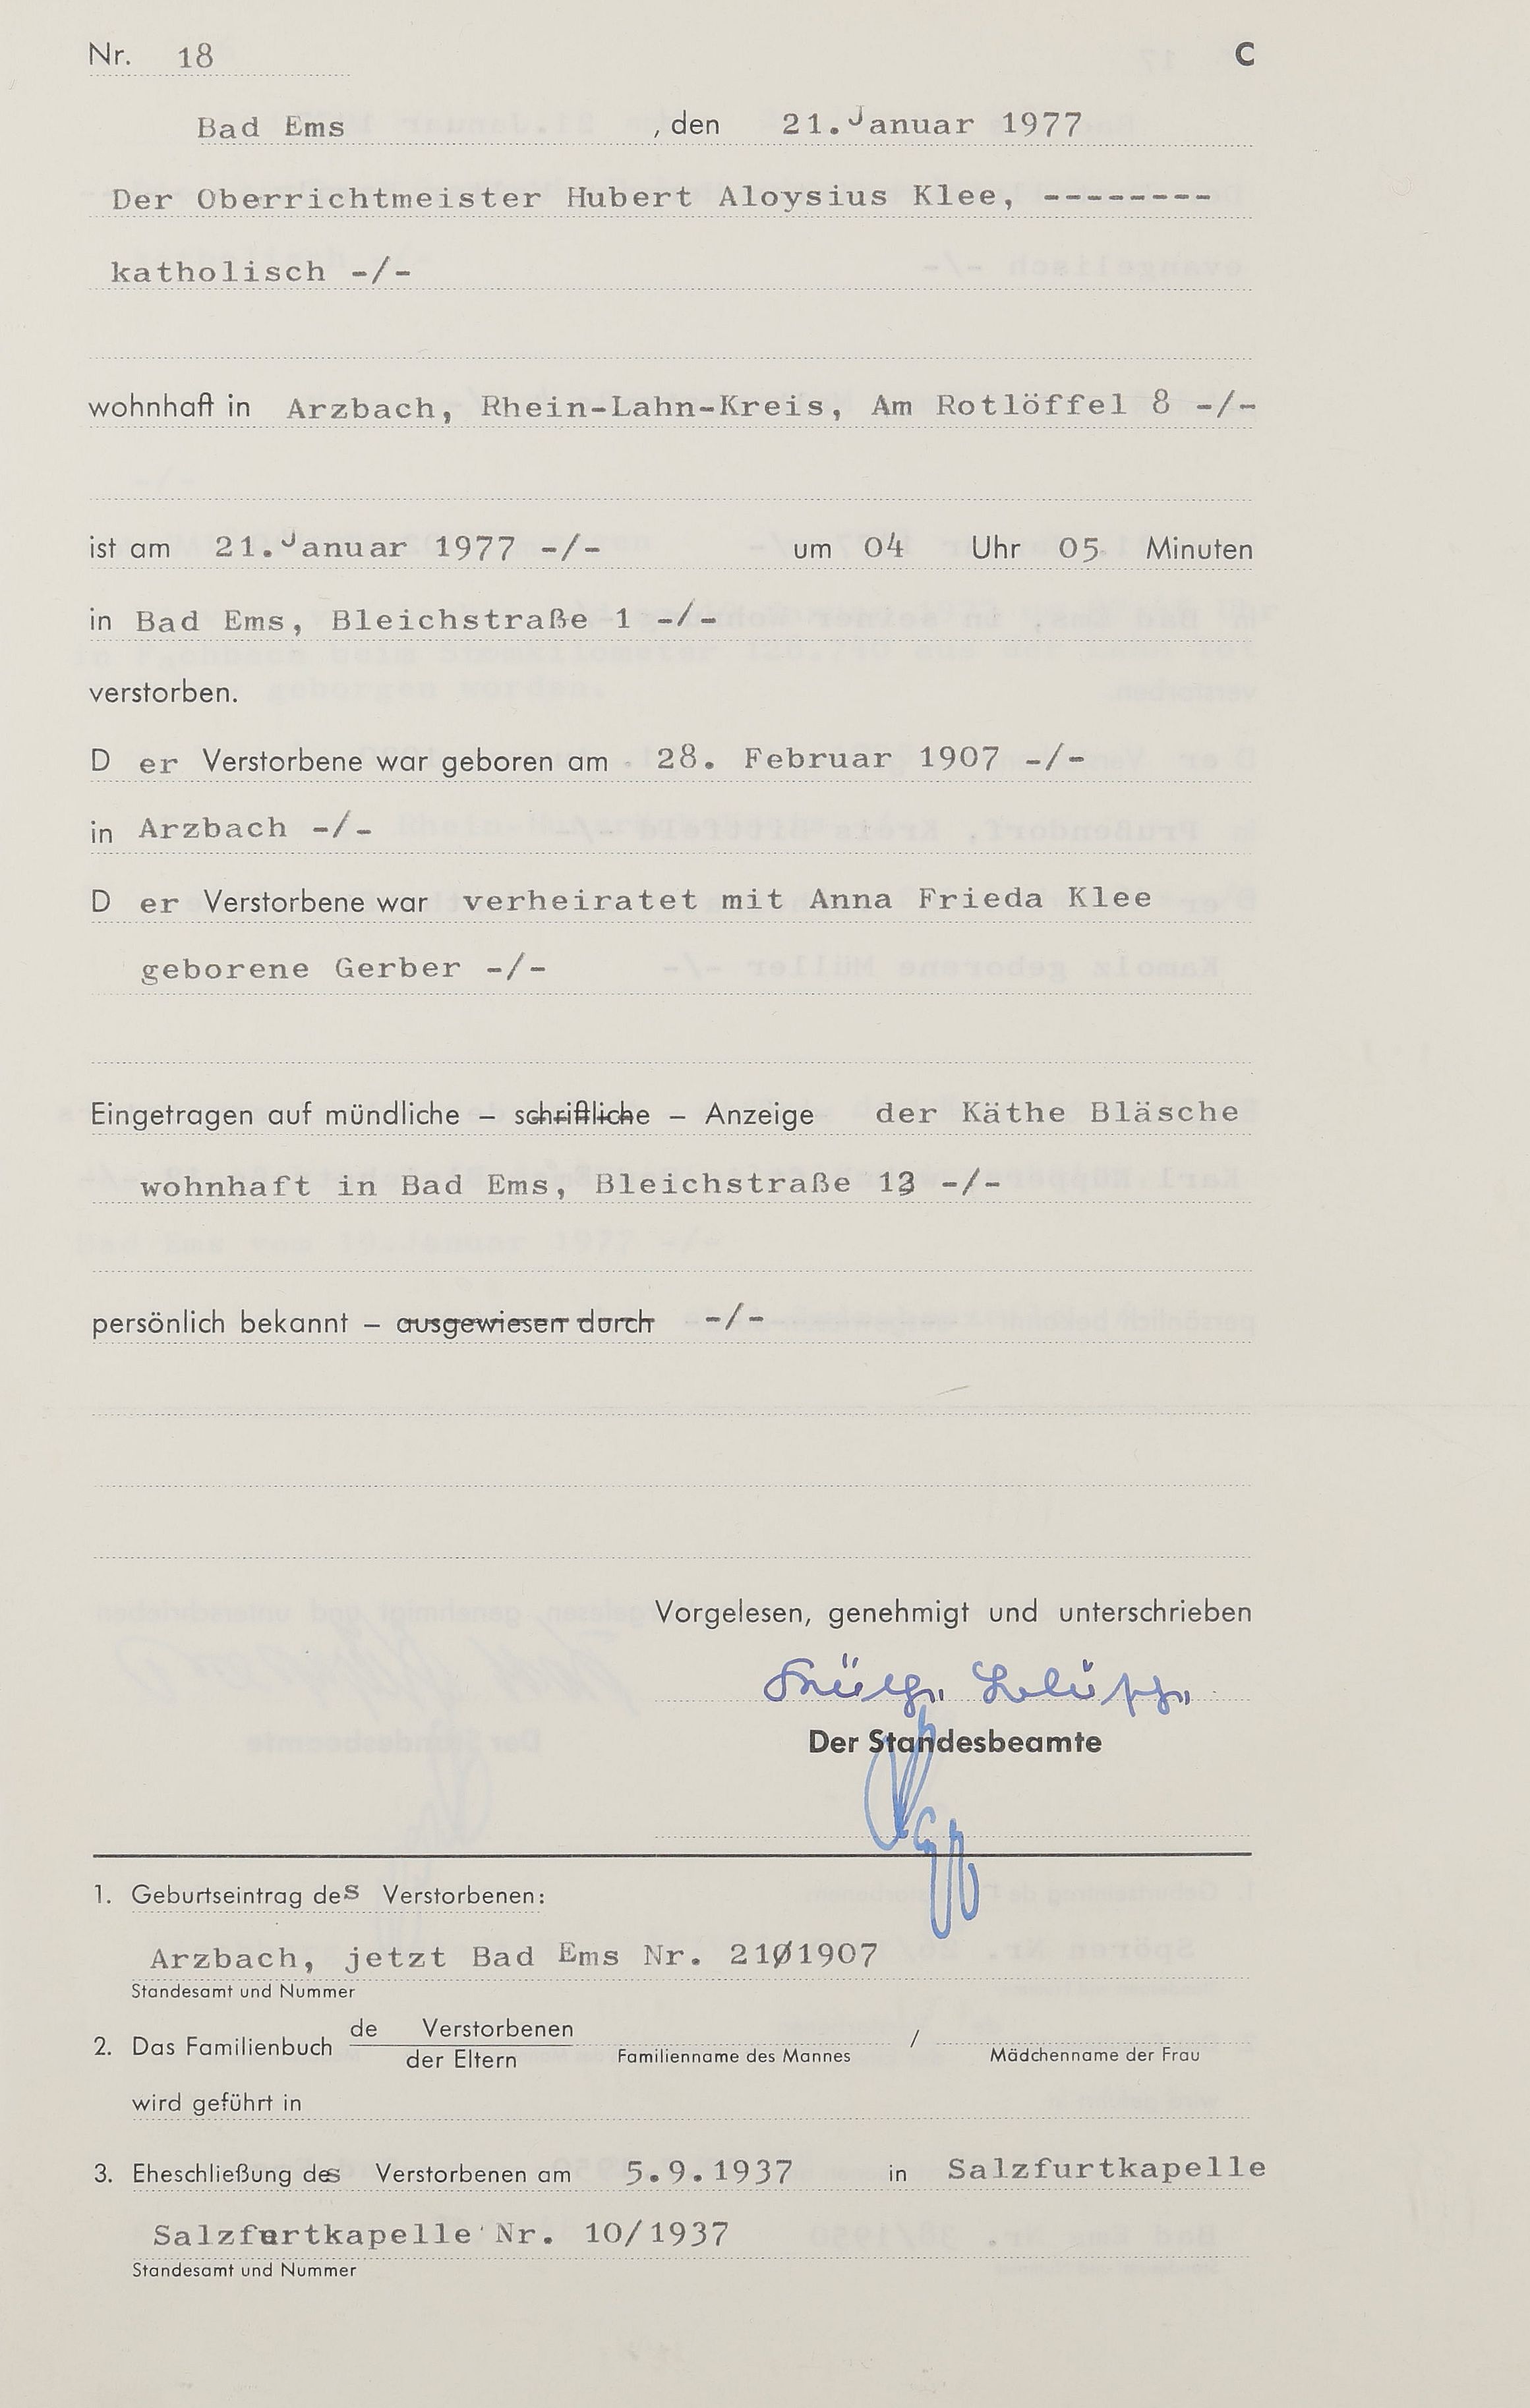 Nr. 18 C
Bad Ems , den 21.Januar 1977
Der Oberrichtmeister Hubert Aloysius Klee, --------
katholisch -/-
wohnhaft in Arzbach, Rhein-Lahn-Kreis, Am Rotlöffel 8 -/-
ist am 21.Januar 1977 -/- um 04 Uhr 05 Minuten
in Bad Ems, Bleichstraße 1 -/-
verstorben.
D er Verstorbene war geboren am 28. Februar 1907 -/-
in Arzbach -/-
D er Verstorbene war verheiratet mit Anna Frieda Klee
geborene Gerber -/-
Eingetragen auf mündliche – schriftliche – Anzeige der Käthe Bläsche
wohnhaft in Bad Ems, Bleichstraße 13 -/-
persönlich bekannt – ausgewiesen durch -/-
Vorgelesen, genehmigt und unterschrieben
Der Standesbeamte
1. Geburtseintrag des Verstorbenen:
Arzbach, jetzt Bad Ems Nr. 21/1907
Standesamt und Nummer
2. Das Familienbuch de Verstorbenen /
der Eltern Familienname des Mannes Mädchenname der Frau
wird geführt in
3. Eheschließung des Verstorbenen am 5.9.1937 in Salzfurtkapelle
Salzfurtkapelle Nr. 10/1937
Standesamt und Nummer